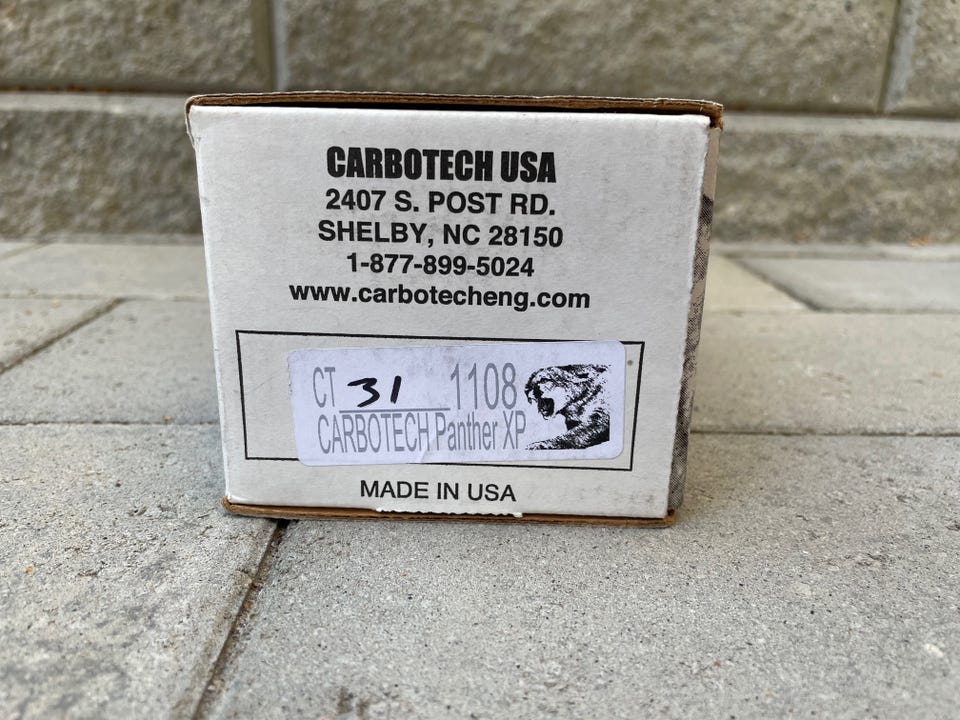 CARBOTECH USA
2407 S. POST RD.
SHELBY, NC 28150
1-877-899-5024
www.carbotecheng.com
CT 31 1108
CARBOTECH Panther XP
MADE IN USA